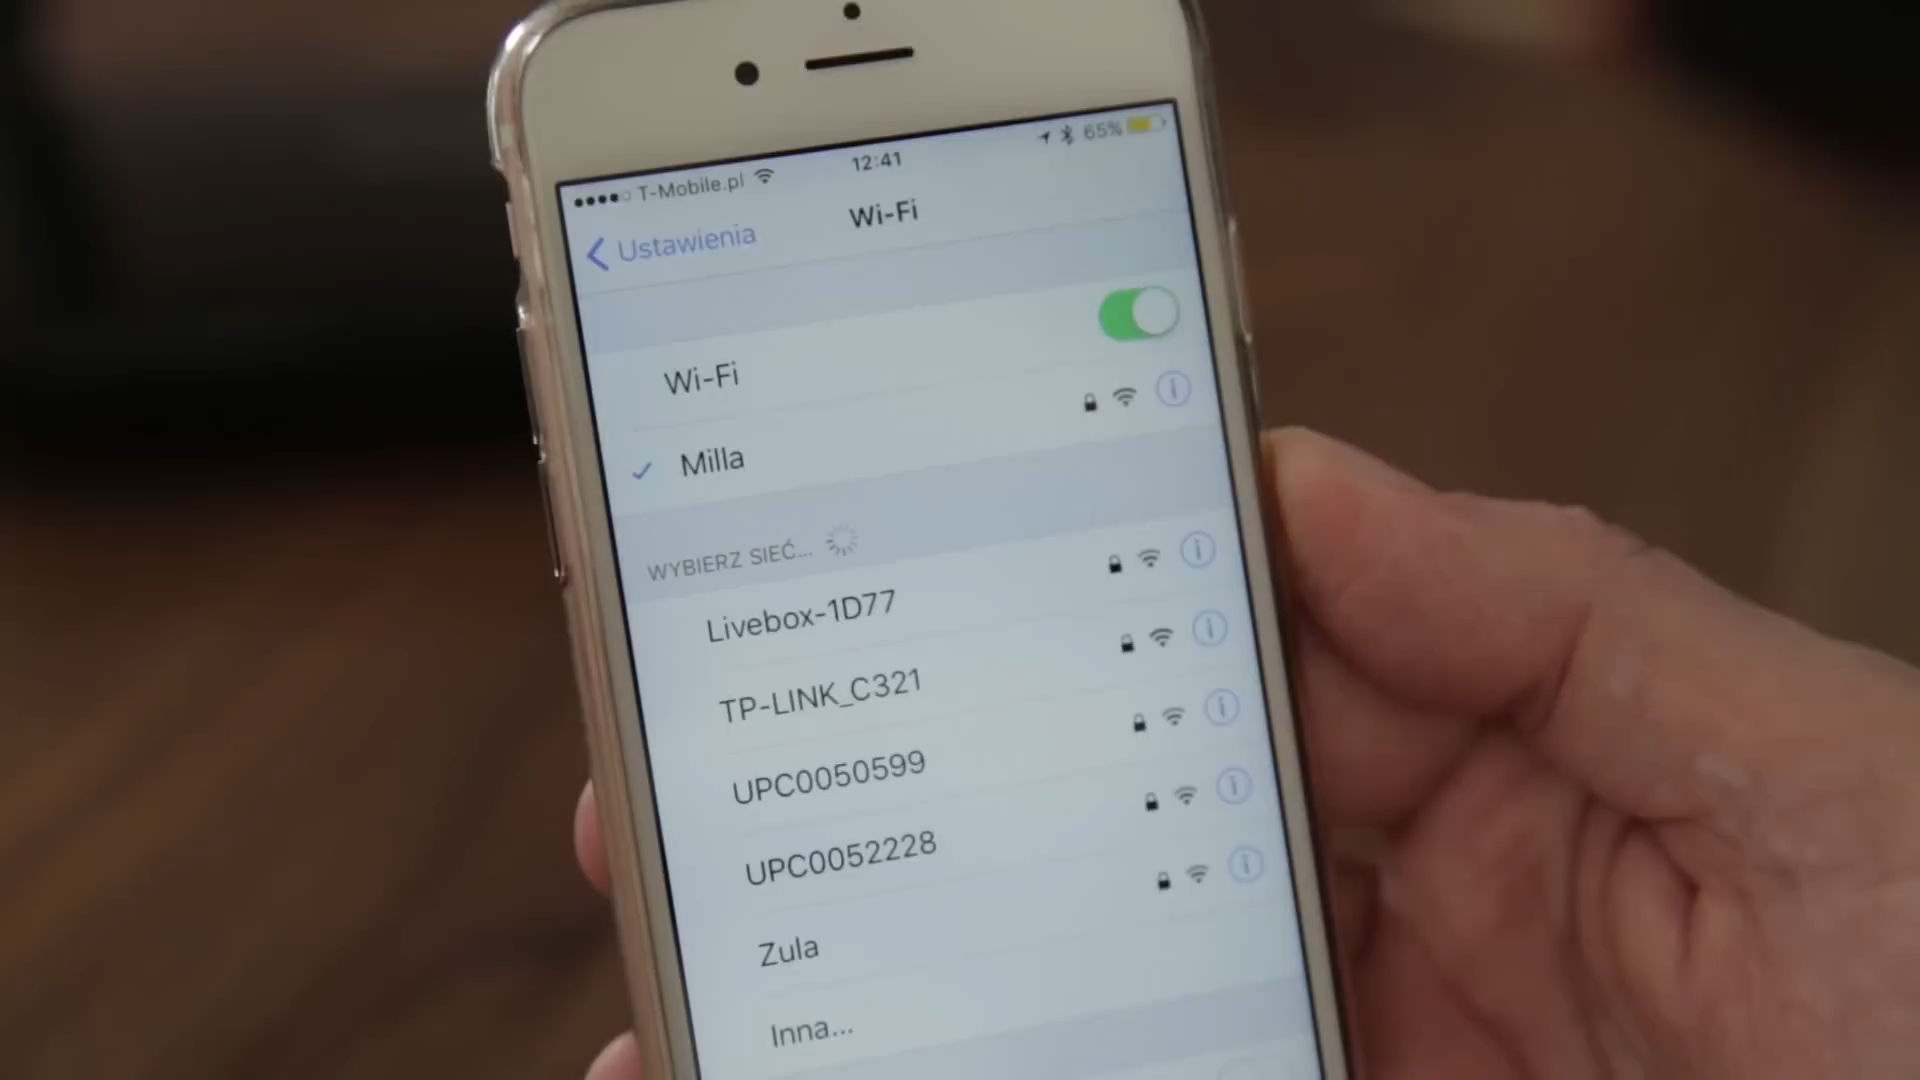 T-Mobile.pl 12:41 65%
Ustawienia Wi-Fi
Wi-Fi
Milla
WYBIERZ SIEĆ...
Livebox-1D77
TP-LINK_C321
UPC0050599
UPC0052228
Zula
Inna...